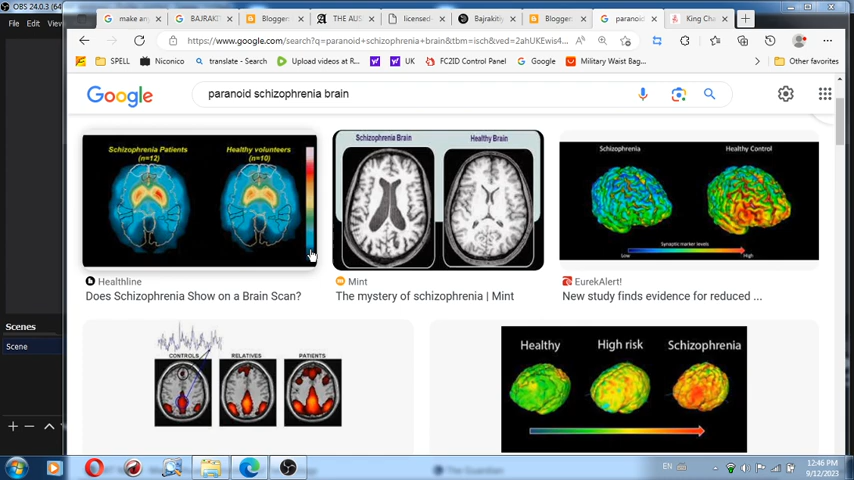 OBS 24.0.3 (64
File Edit View
make any
BAJRAKIT
Bloggen
THE AUS
licensed-
Bajrakitiy
Bloggen
paranoid
King Cha
https://www.google.com/search?q=paranoid+schizophrenia+brain&tbm=isch&ved=2ahUKEwis4...
SPELL
Niconico
translate - Search
Upload videos at R...
UK
FC2ID Control Panel
Google
Military Waist Bag...
Other favorites
Google
paranoid schizophrenia brain
Schizophrenia Patients
(n=12)
Healthy volunteers
(n=10)
Schizophrenia Brain
Healthy Brain
Schizophrenia
Healthy Control
Synaptic marker levels
Low
High
Healthline
Does Schizophrenia Show on a Brain Scan?
Mint
The mystery of schizophrenia | Mint
EurekAlert!
New study finds evidence for reduced ...
CONTROLS
RELATIVES
PATIENTS
Healthy
High risk
Schizophrenia
Scenes
Scene
The Guardian
EN
12:46 PM
9/12/2023